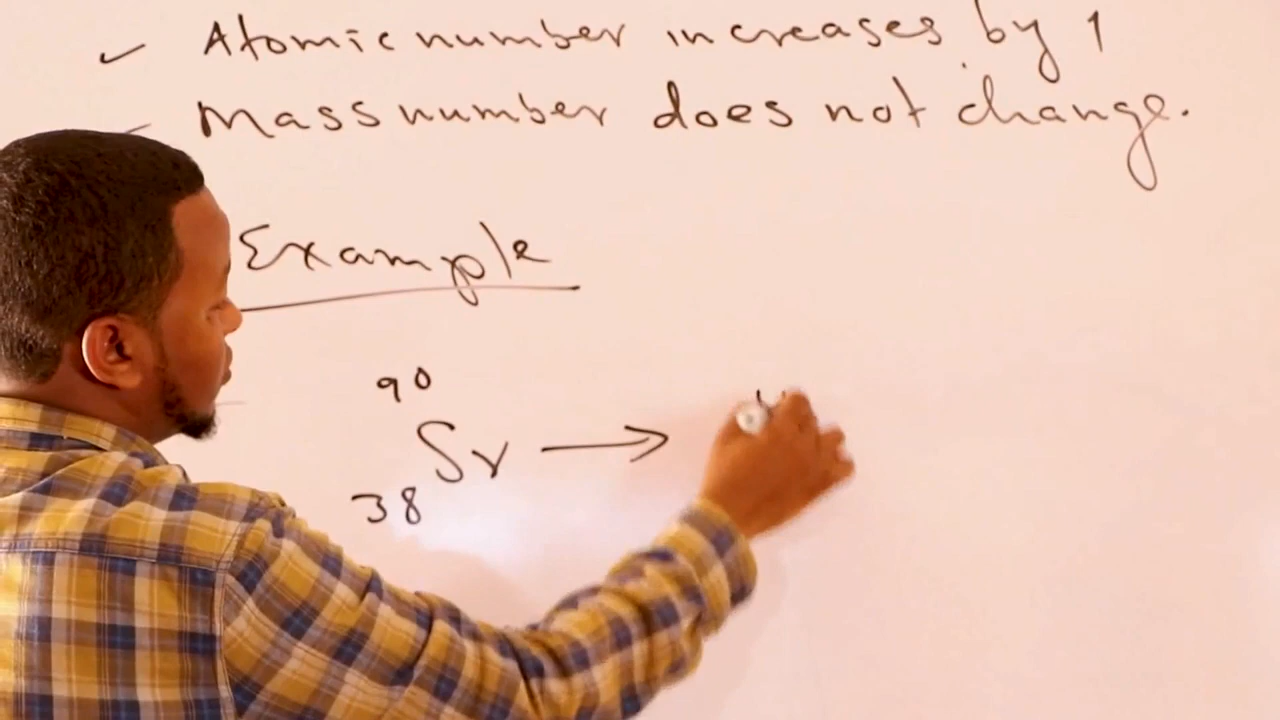 ✓ Atomic number increases by 1
Mass number does not change.
Example
90
Sr →
38